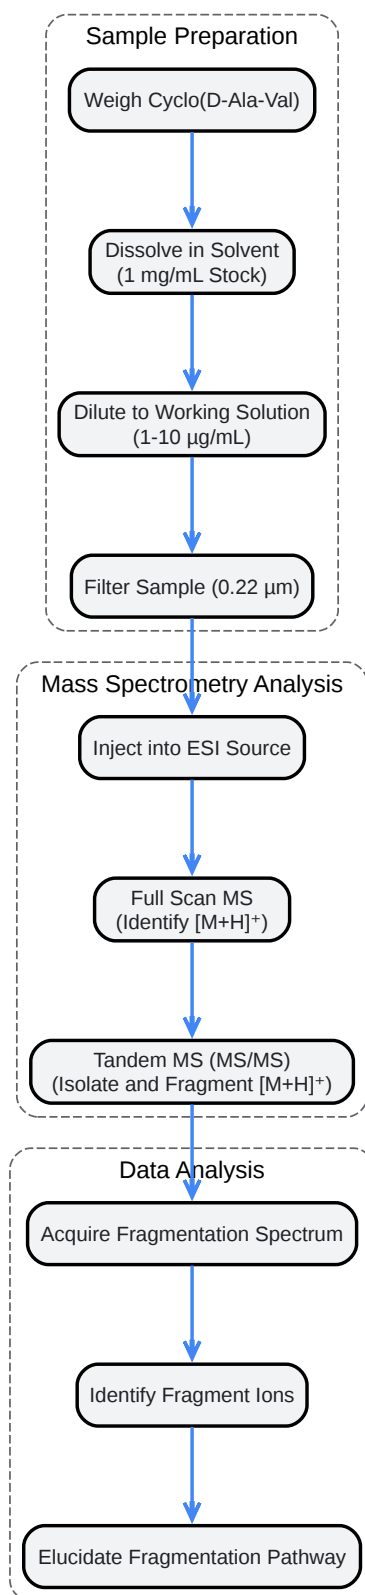 Sample Preparation
Weigh Cyclo(D-Ala-Val)
Dissolve in Solvent
(1 mg/mL Stock)
Dilute to Working Solution
(1-10 µg/mL)
Filter Sample (0.22 µm)
Mass Spectrometry Analysis
Inject into ESI Source
Full Scan MS
(Identify [M+H]⁺)
Tandem MS (MS/MS)
(Isolate and Fragment [M+H]⁺)
Data Analysis
Acquire Fragmentation Spectrum
Identify Fragment Ions
Elucidate Fragmentation Pathway